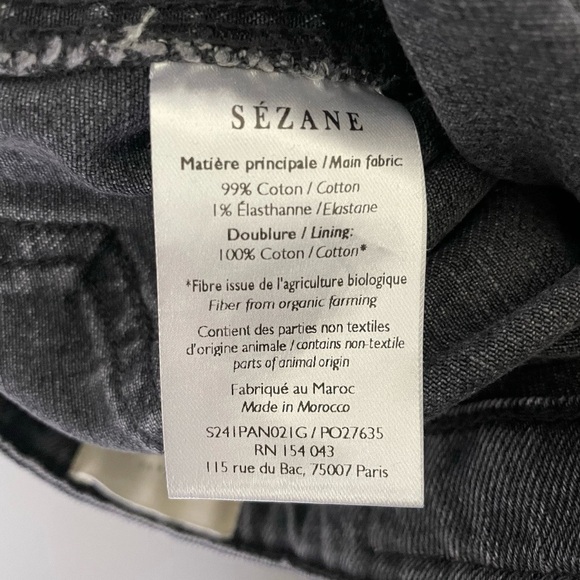 SÉZANE
Matière principale / Main fabric:
99% Coton / Cotton
1% Élasthanne / Elastane
Doublure / Lining:
100% Coton / Cotton*
*Fibre issue de l'agriculture biologique
Fiber from organic farming
Contient des parties non textiles
d'origine animale / contains non-textile
parts of animal origin
Fabriqué au Maroc
Made in Morocco
S241PAN021G / PO27635
RN 154 043
115 rue du Bac, 75007 Paris